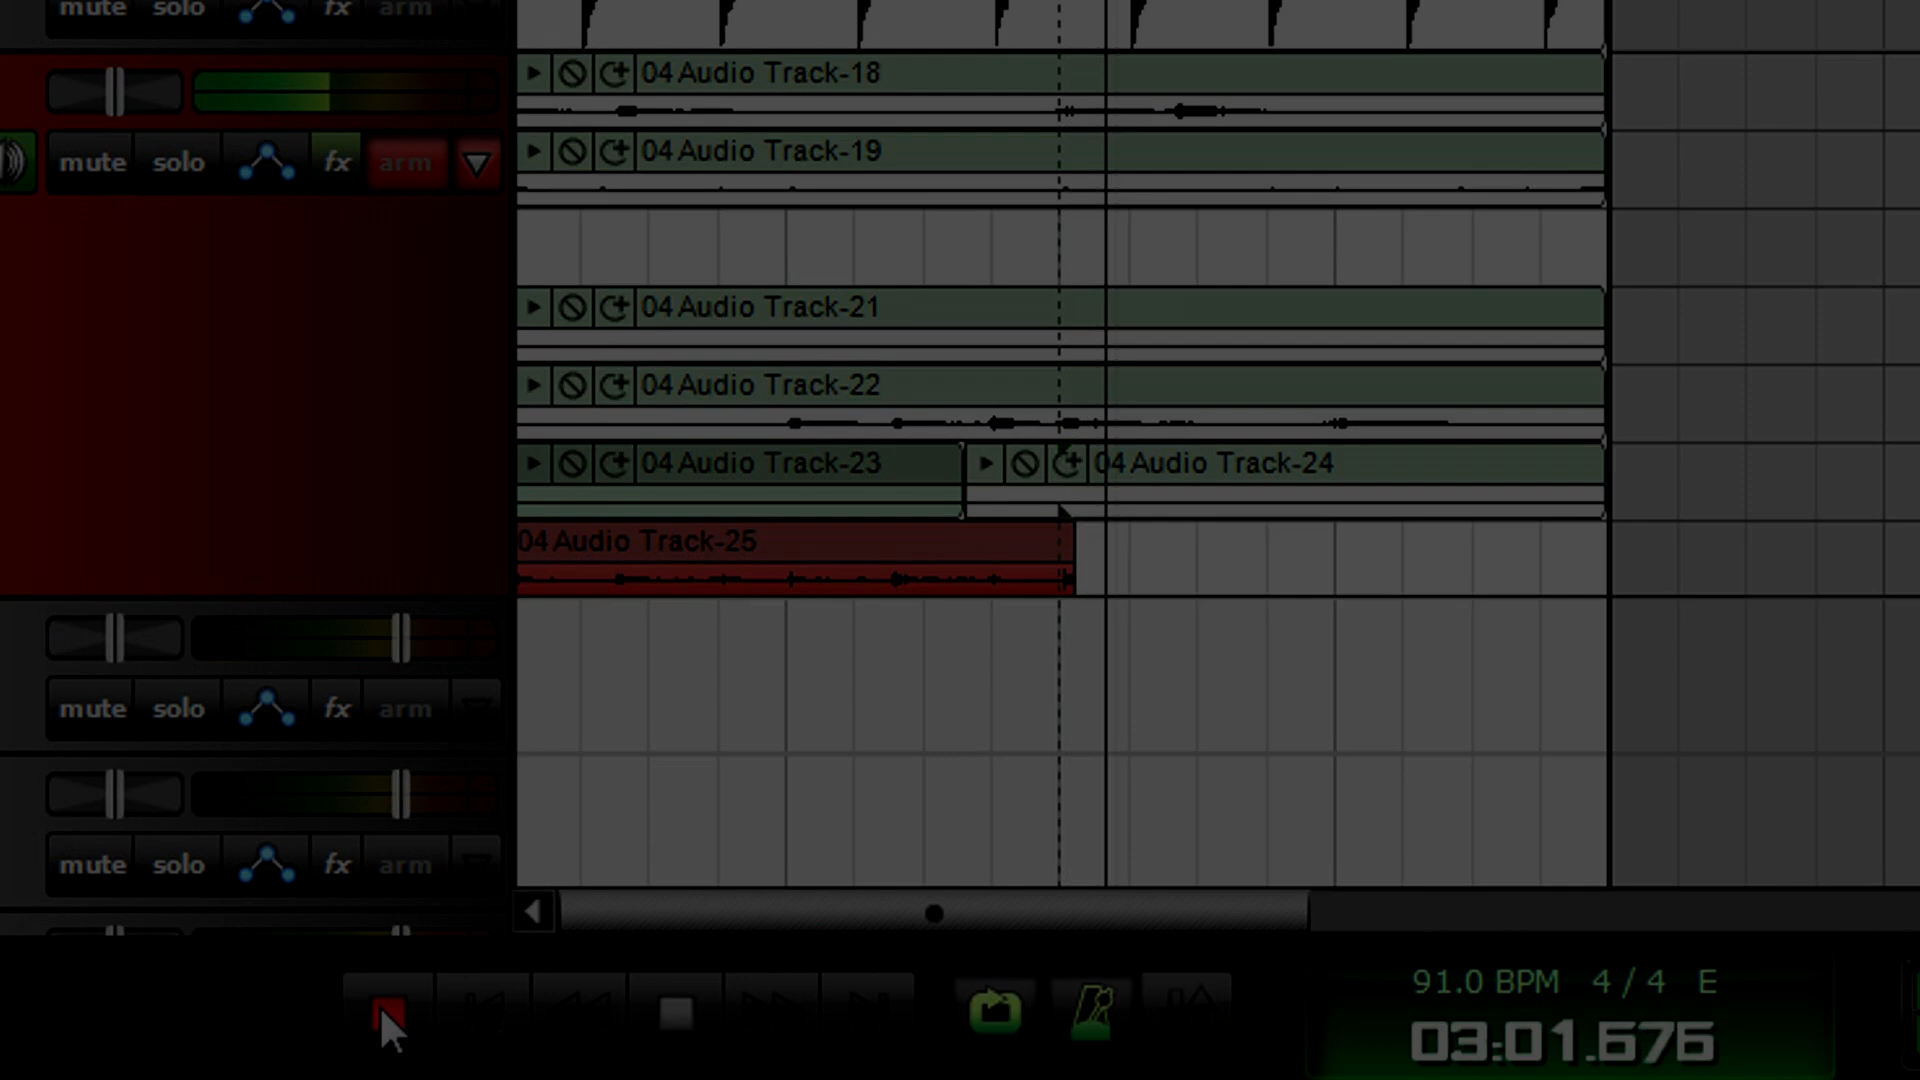 mute solo fx arm
04 Audio Track-18
mute solo fx arm
04 Audio Track-19
04 Audio Track-21
04 Audio Track-22
04 Audio Track-23 04 Audio Track-24
04 Audio Track-25
mute solo fx arm
mute solo fx arm
91.0 BPM 4 / 4 E
03:01.676